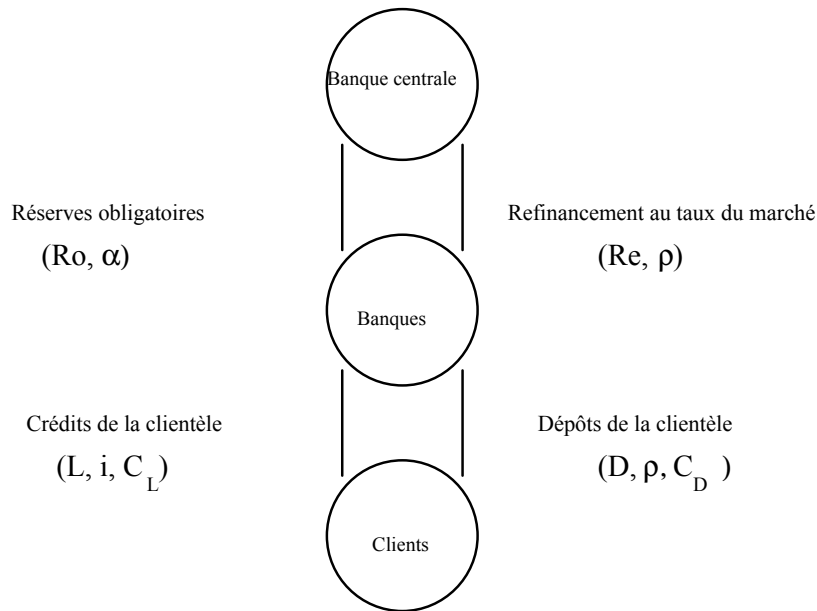 Banque centrale
Réserves obligatoires
(Ro, α)
Refinancement au taux du marché
(Re, ρ)
Banques
Crédits de la clientèle
(L, i, C_L)
Dépôts de la clientèle
(D, ρ, C_D )
Clients